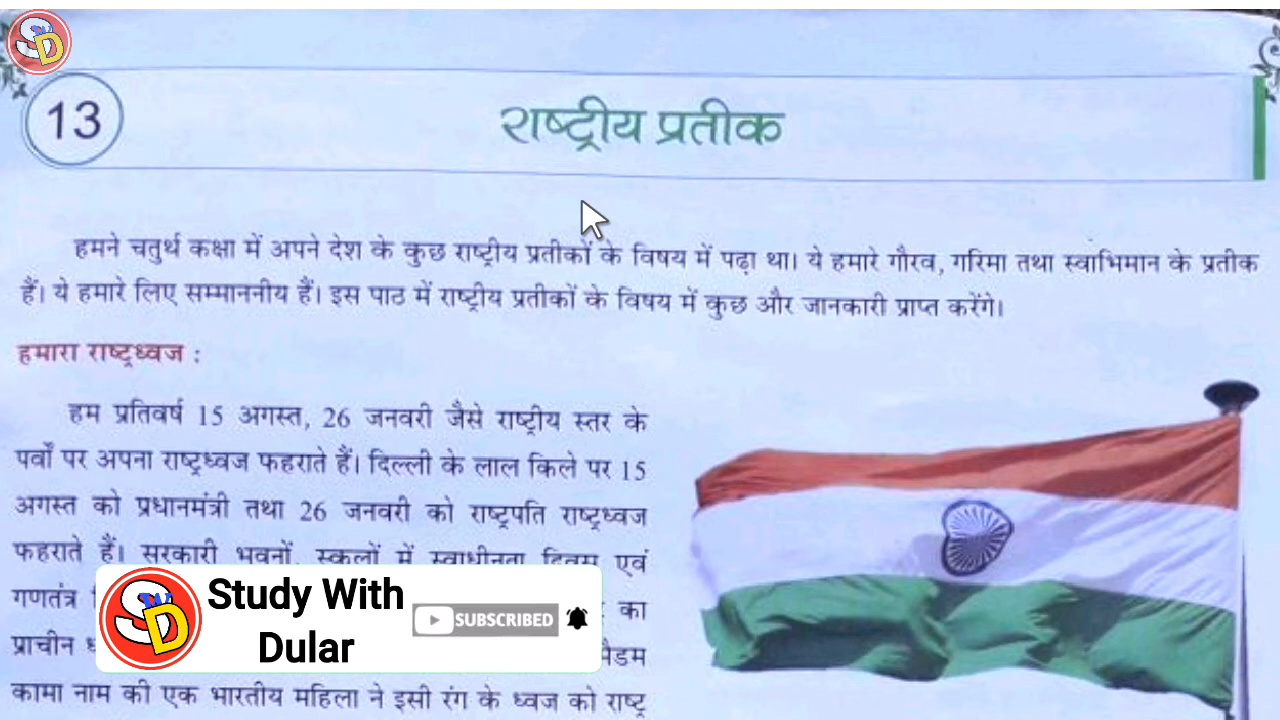 SD
13
राष्ट्रीय प्रतीक
हमने चतुर्थ कक्षा में अपने देश के कुछ राष्ट्रीय प्रतीकों के विषय में पढ़ा था। ये हमारे गौरव, गरिमा तथा स्वाभिमान के प्रतीक
हैं। ये हमारे लिए सम्माननीय हैं। इस पाठ में राष्ट्रीय प्रतीकों के विषय में कुछ और जानकारी प्राप्त करेंगे।
हमारा राष्ट्रध्वज :
हम प्रतिवर्ष 15 अगस्त, 26 जनवरी जैसे राष्ट्रीय स्तर के
पर्वों पर अपना राष्ट्रध्वज फहराते हैं। दिल्ली के लाल किले पर 15
अगस्त को प्रधानमंत्री तथा 26 जनवरी को राष्ट्रपति राष्ट्रध्वज
फहराते हैं। सरकारी भवनों, स्कूलों में स्वाधीनता दिवस एवं
गणतंत्र का
प्राचीन मैडम
कामा नाम की एक भारतीय महिला ने इसी रंग के ध्वज को राष्ट्र
SD
Study With
Dular
SUBSCRIBED